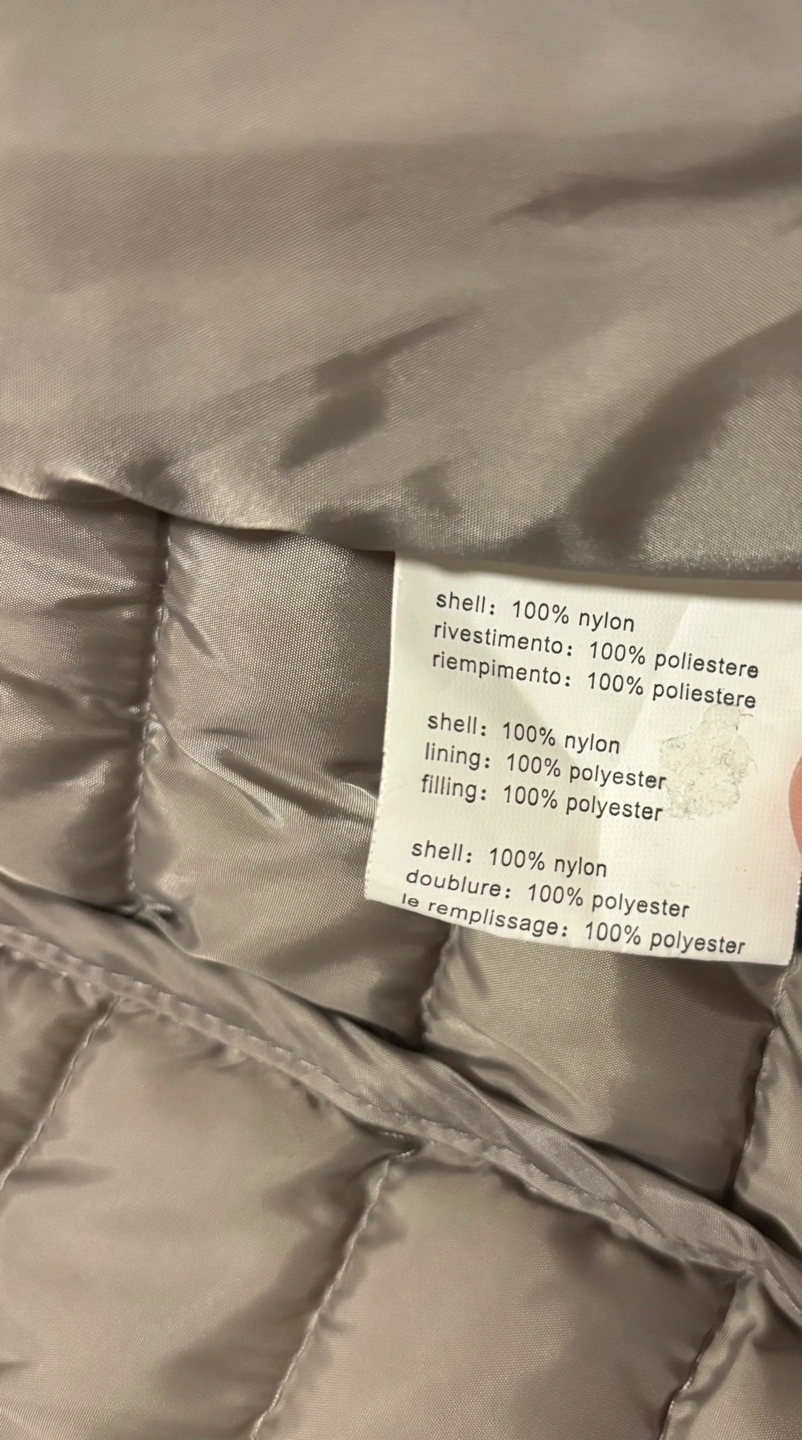 shell: 100% nylon
rivestimento: 100% poliestere
riempimento: 100% poliestere
shell: 100% nylon
lining: 100% polyester
filling: 100% polyester
shell: 100% nylon
doublure: 100% polyester
le remplissage: 100% polyester